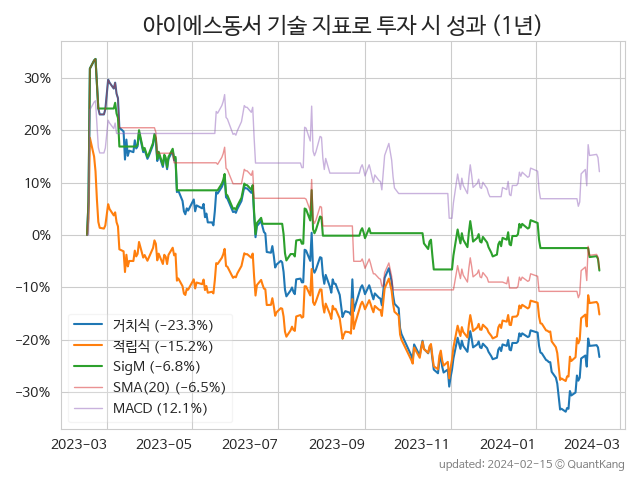 아이에스동서 기술 지표로 투자 시 성과 (1년)
30%
20%
10%
0%
−10%
−20%
−30%
거치식 (−23.3%)
적립식 (−15.2%)
SigM (−6.8%)
SMA(20) (−6.5%)
MACD (12.1%)
2023−03 2023−05 2023−07 2023−09 2023−11 2024−01 2024−03
updated: 2024-02-15 © QuantKang